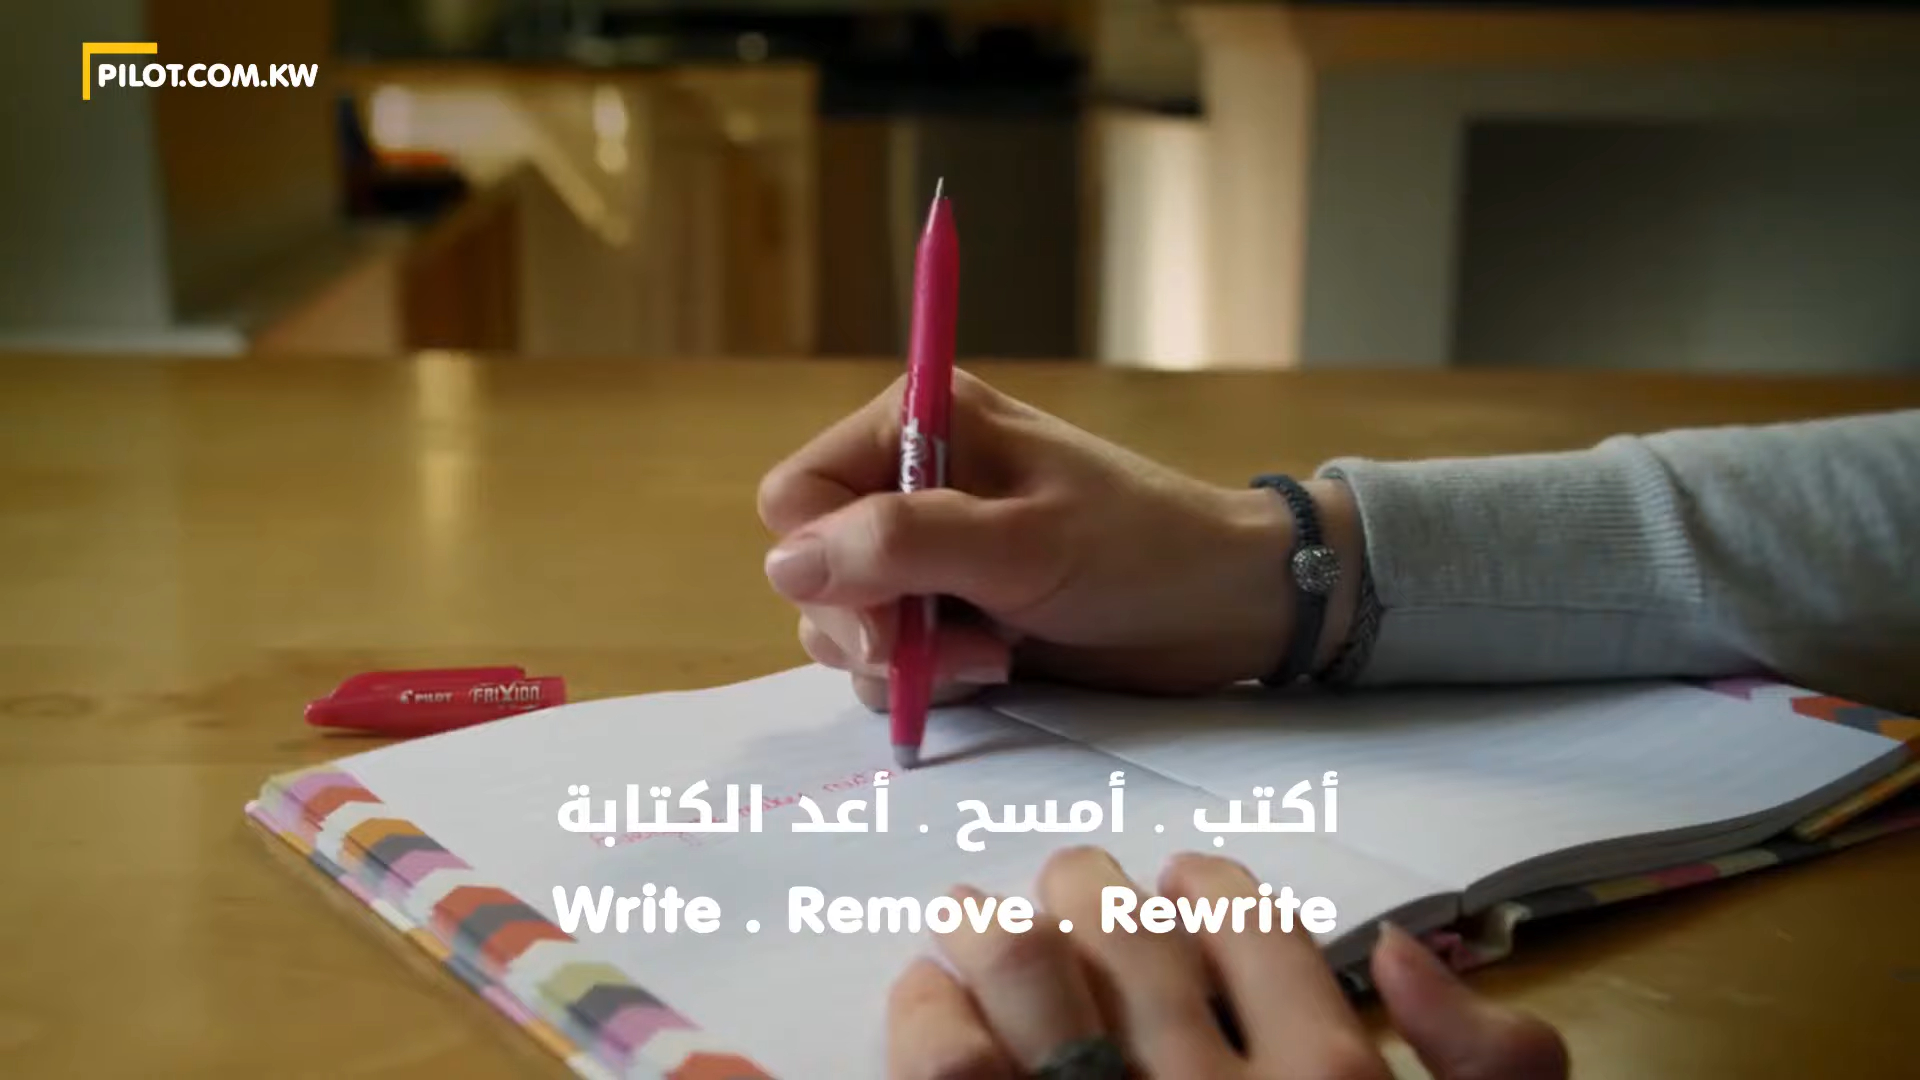 PILOT.COM.KW
PILOT FRIXION
أكتب . أمسح . أعد الكتابة
Write . Remove . Rewrite